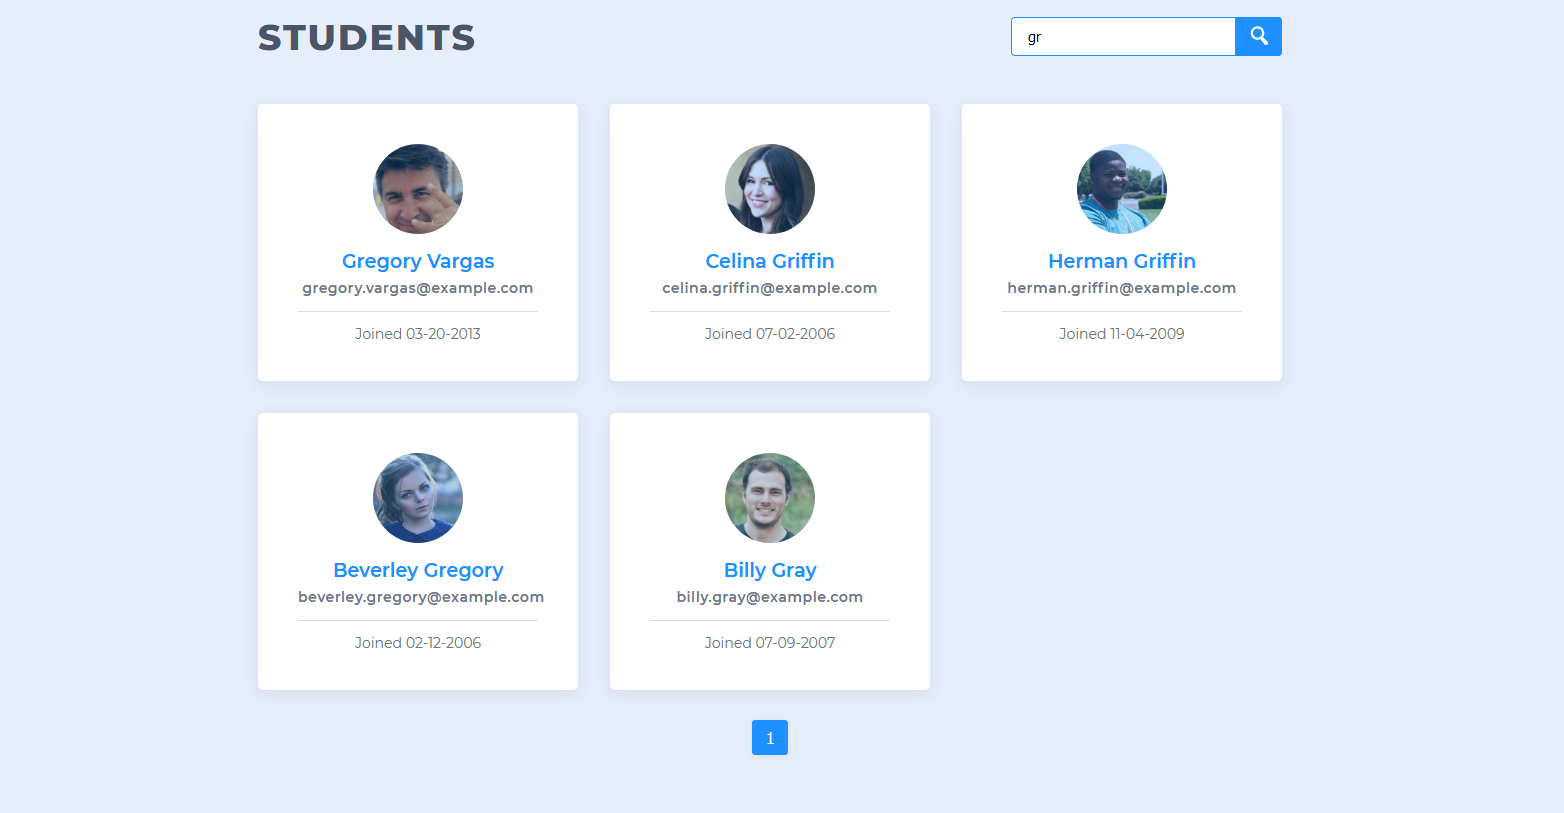 STUDENTS
gr
Gregory Vargas
gregory.vargas@example.com
Joined 03-20-2013
Celina Griffin
celina.griffin@example.com
Joined 07-02-2006
Herman Griffin
herman.griffin@example.com
Joined 11-04-2009
Beverley Gregory
beverley.gregory@example.com
Joined 02-12-2006
Billy Gray
billy.gray@example.com
Joined 07-09-2007
1